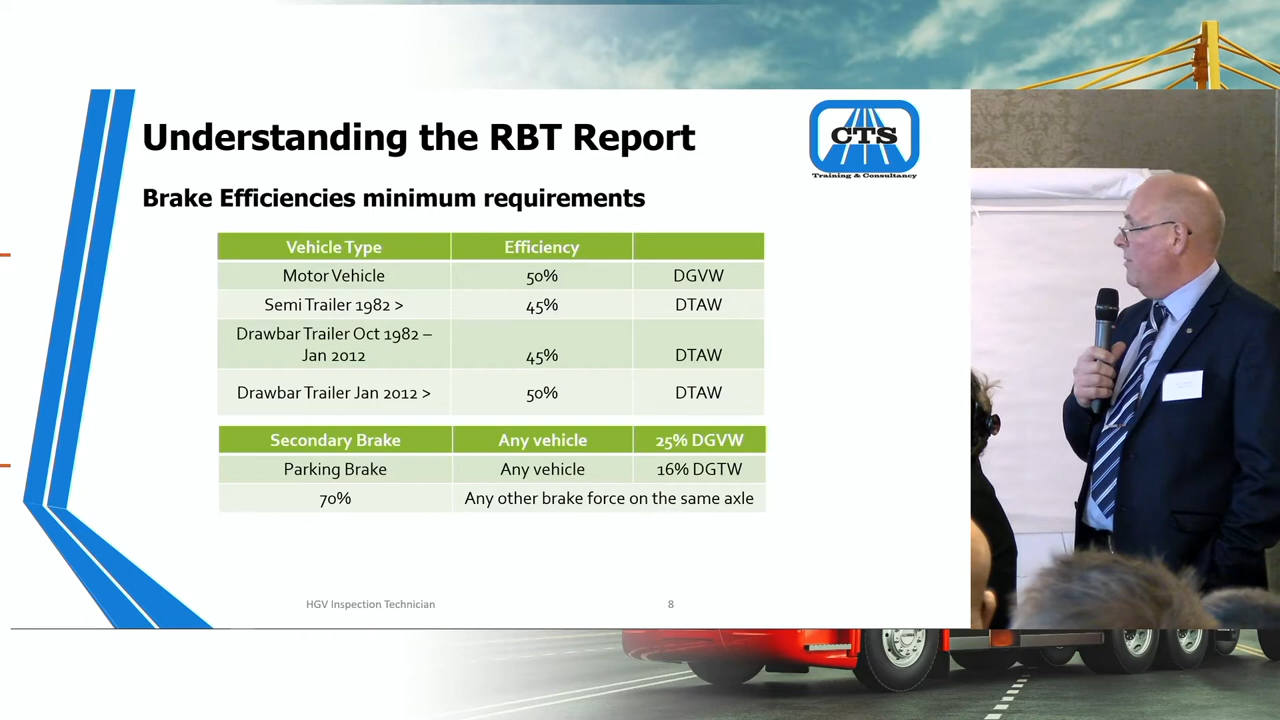 Understanding the RBT Report
CTS
Training & Consultancy
Brake Efficiencies minimum requirements
Vehicle Type Efficiency
Motor Vehicle 50% DGVW
Semi Trailer 1982 > 45% DTAW
Drawbar Trailer Oct 1982 –
Jan 2012 45% DTAW
Drawbar Trailer Jan 2012 > 50% DTAW
Secondary Brake Any vehicle 25% DGVW
Parking Brake Any vehicle 16% DGTW
70% Any other brake force on the same axle
HGV Inspection Technician 8